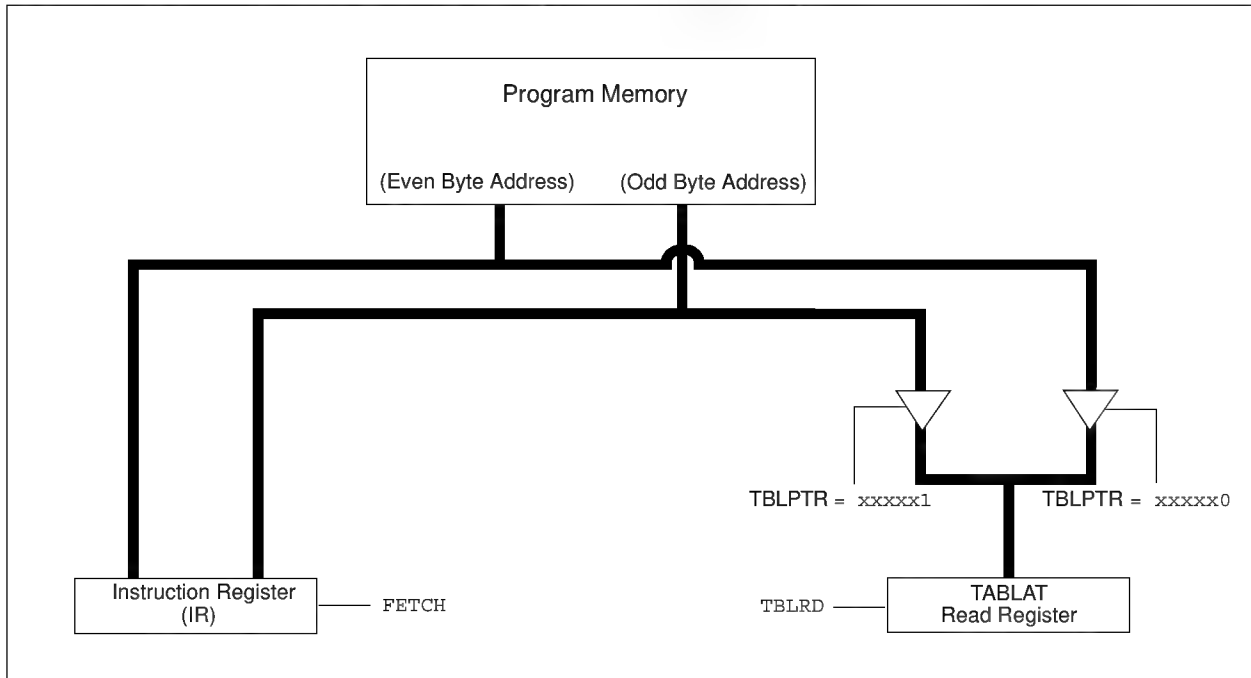 Program Memory
(Even Byte Address) (Odd Byte Address)
TBLPTR = xxxxx1 TBLPTR = xxxxx0
Instruction Register
(IR)
FETCH
TBLRD
TABLAT
Read Register